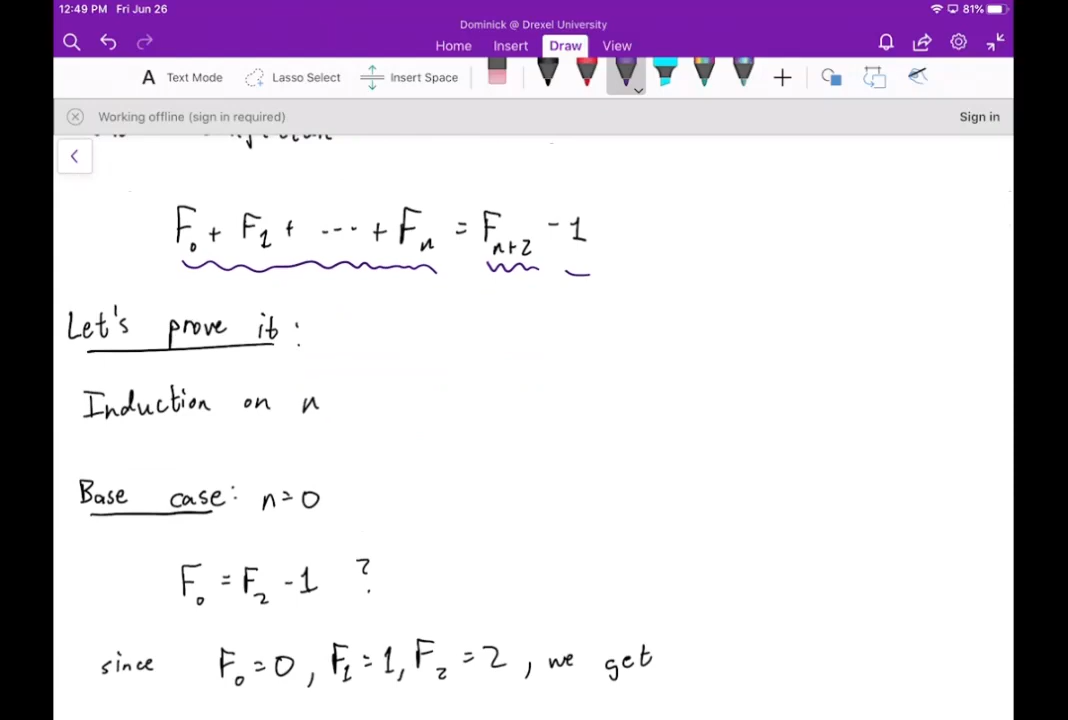 12:49 PM Fri Jun 26 81%
Dominick @ Drexel University
Home Insert Draw View
A Text Mode Lasso Select Insert Space
Working offline (sign in required) Sign in
F₀ + F₁ + ... + Fₙ = Fₙ₊₂ - 1
Let's prove it:
Induction on n
Base case: n=0
F₀ = F₂ - 1 ?
since F₀ = 0, F₁ = 1, F₂ = 2, we get